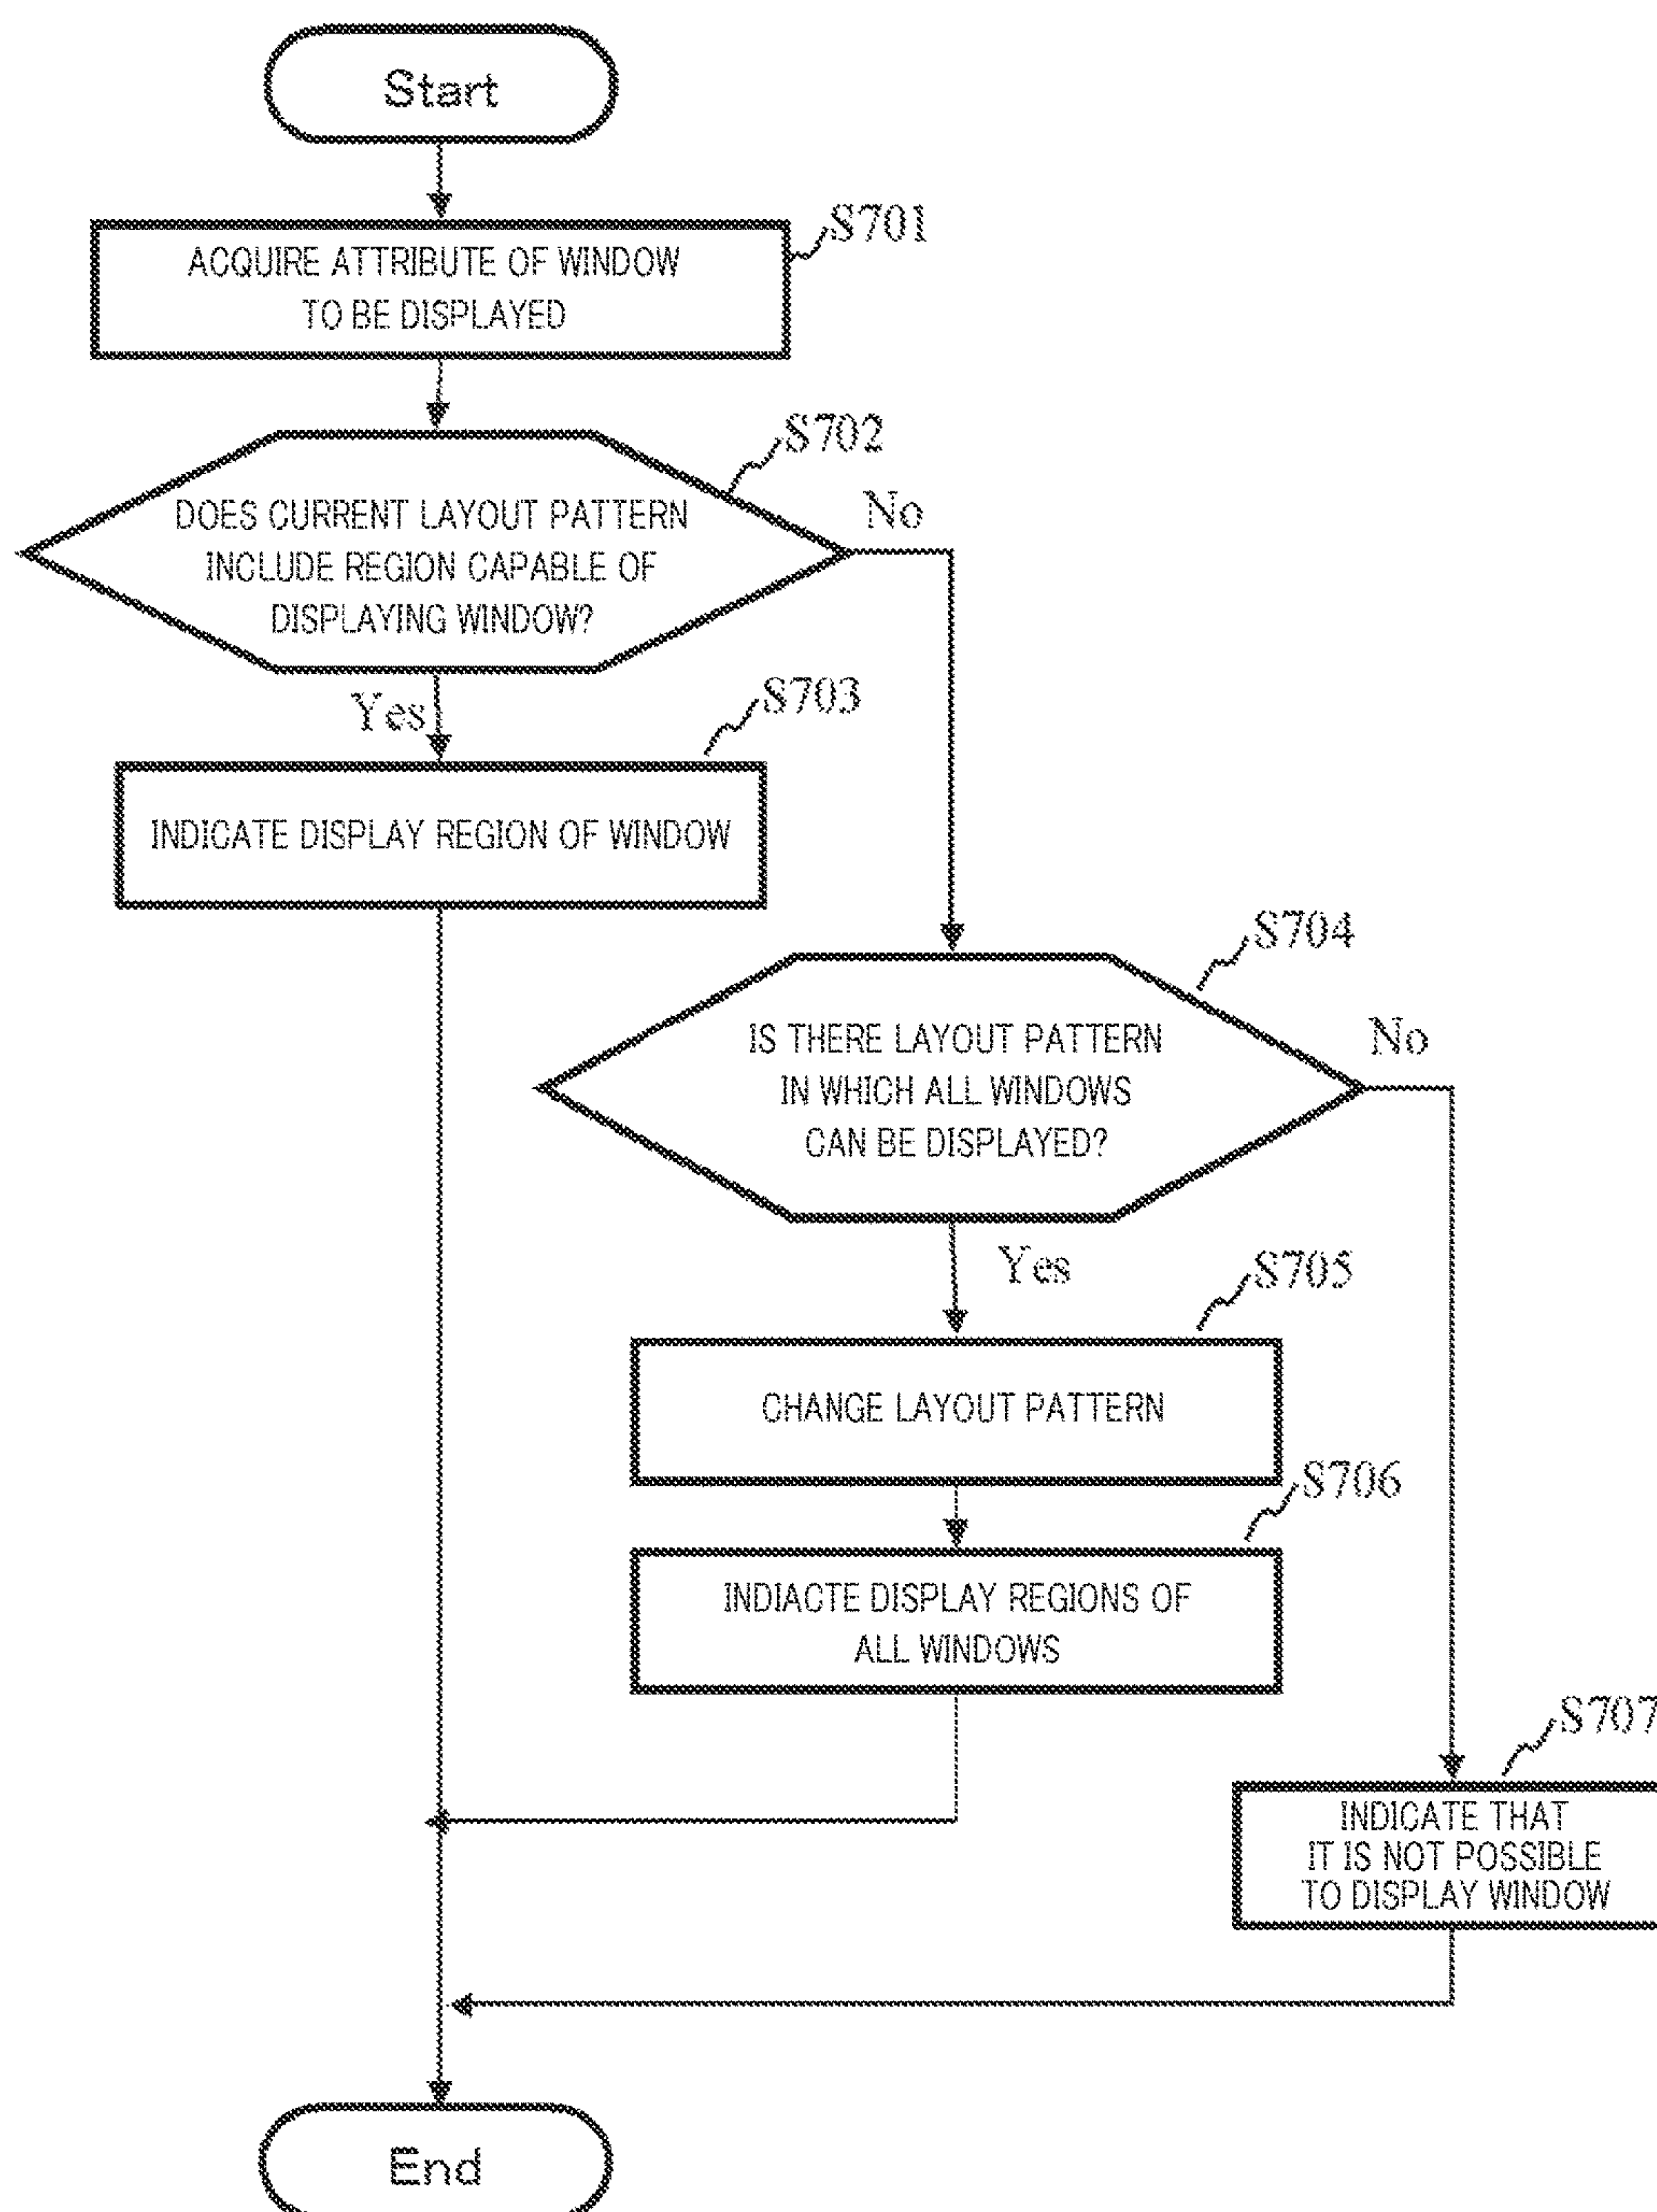 Start
S701
ACQUIRE ATTRIBUTE OF WINDOW
TO BE DISPLAYED
S702
DOES CURRENT LAYOUT PATTERN
INCLUDE REGION CAPABLE OF
DISPLAYING WINDOW?
No
Yes
S703
INDICATE DISPLAY REGION OF WINDOW
S704
IS THERE LAYOUT PATTERN
IN WHICH ALL WINDOWS
CAN BE DISPLAYED?
No
Yes
S705
CHANGE LAYOUT PATTERN
S706
INDIACTE DISPLAY REGIONS OF
ALL WINDOWS
S707
INDICATE THAT
IT IS NOT POSSIBLE
TO DISPLAY WINDOW
End